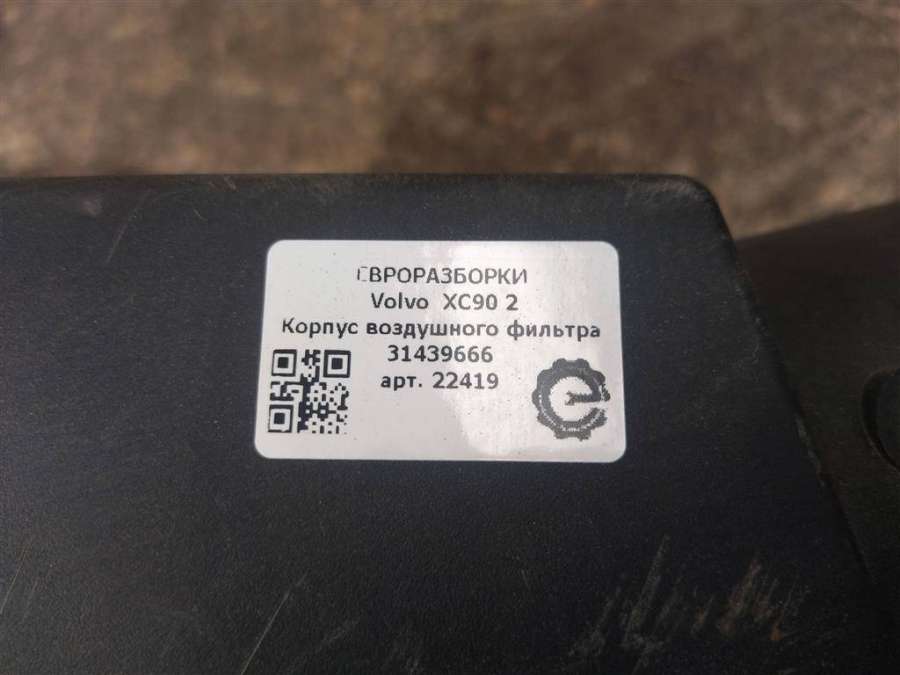 ЕВРОРАЗБОРКИ
Volvo XC90 2
Корпус воздушного фильтра
31439666
арт. 22419